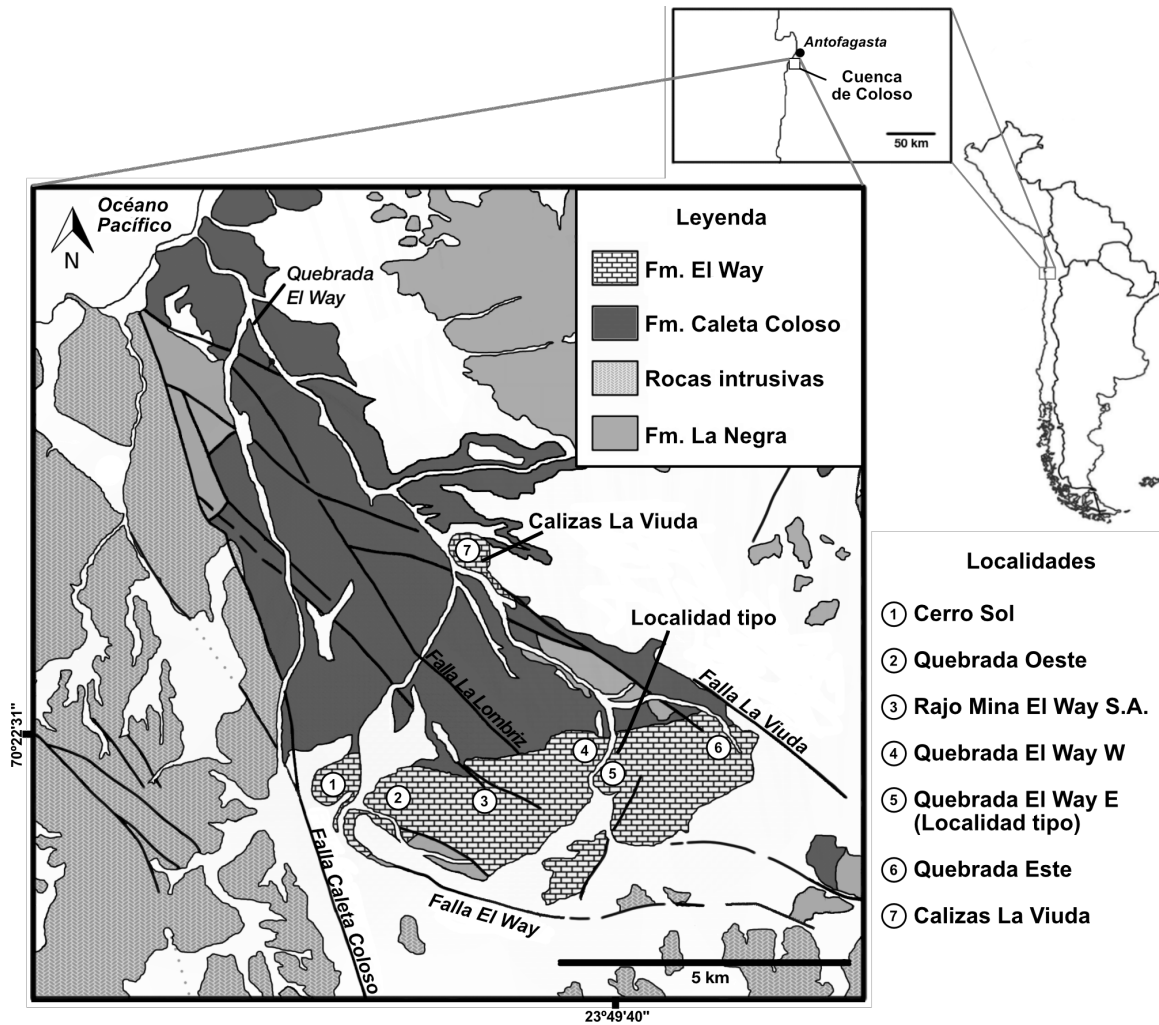 Antofagasta
Cuenca
de Coloso
50 km
Océano
Pacífico
N
Quebrada
El Way
Leyenda
Fm. El Way
Fm. Caleta Coloso
Rocas intrusivas
Fm. La Negra
Calizas La Viuda
7
Localidad tipo
Falla La Lombriz
Falla La Viuda
70º22'31"
1
2
3
4
5
6
Falla Caleta Coloso
Falla El Way
5 km
23º49'40"
Localidades
1 Cerro Sol
2 Quebrada Oeste
3 Rajo Mina El Way S.A.
4 Quebrada El Way W
5 Quebrada El Way E
(Localidad tipo)
6 Quebrada Este
7 Calizas La Viuda